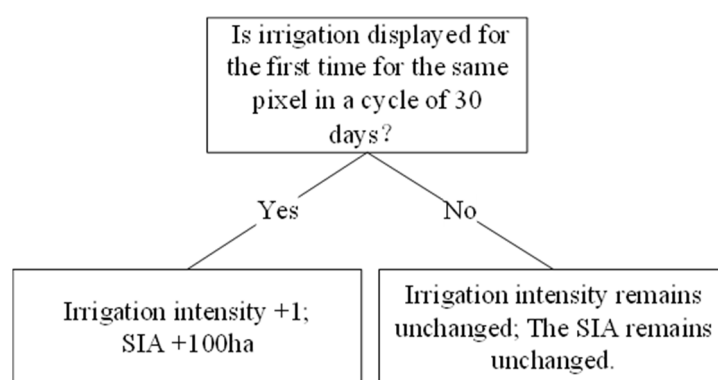 Is irrigation displayed for
the first time for the same
pixel in a cycle of 30
days?
Yes
No
Irrigation intensity +1;
SIA +100ha
Irrigation intensity remains
unchanged; The SIA remains
unchanged.